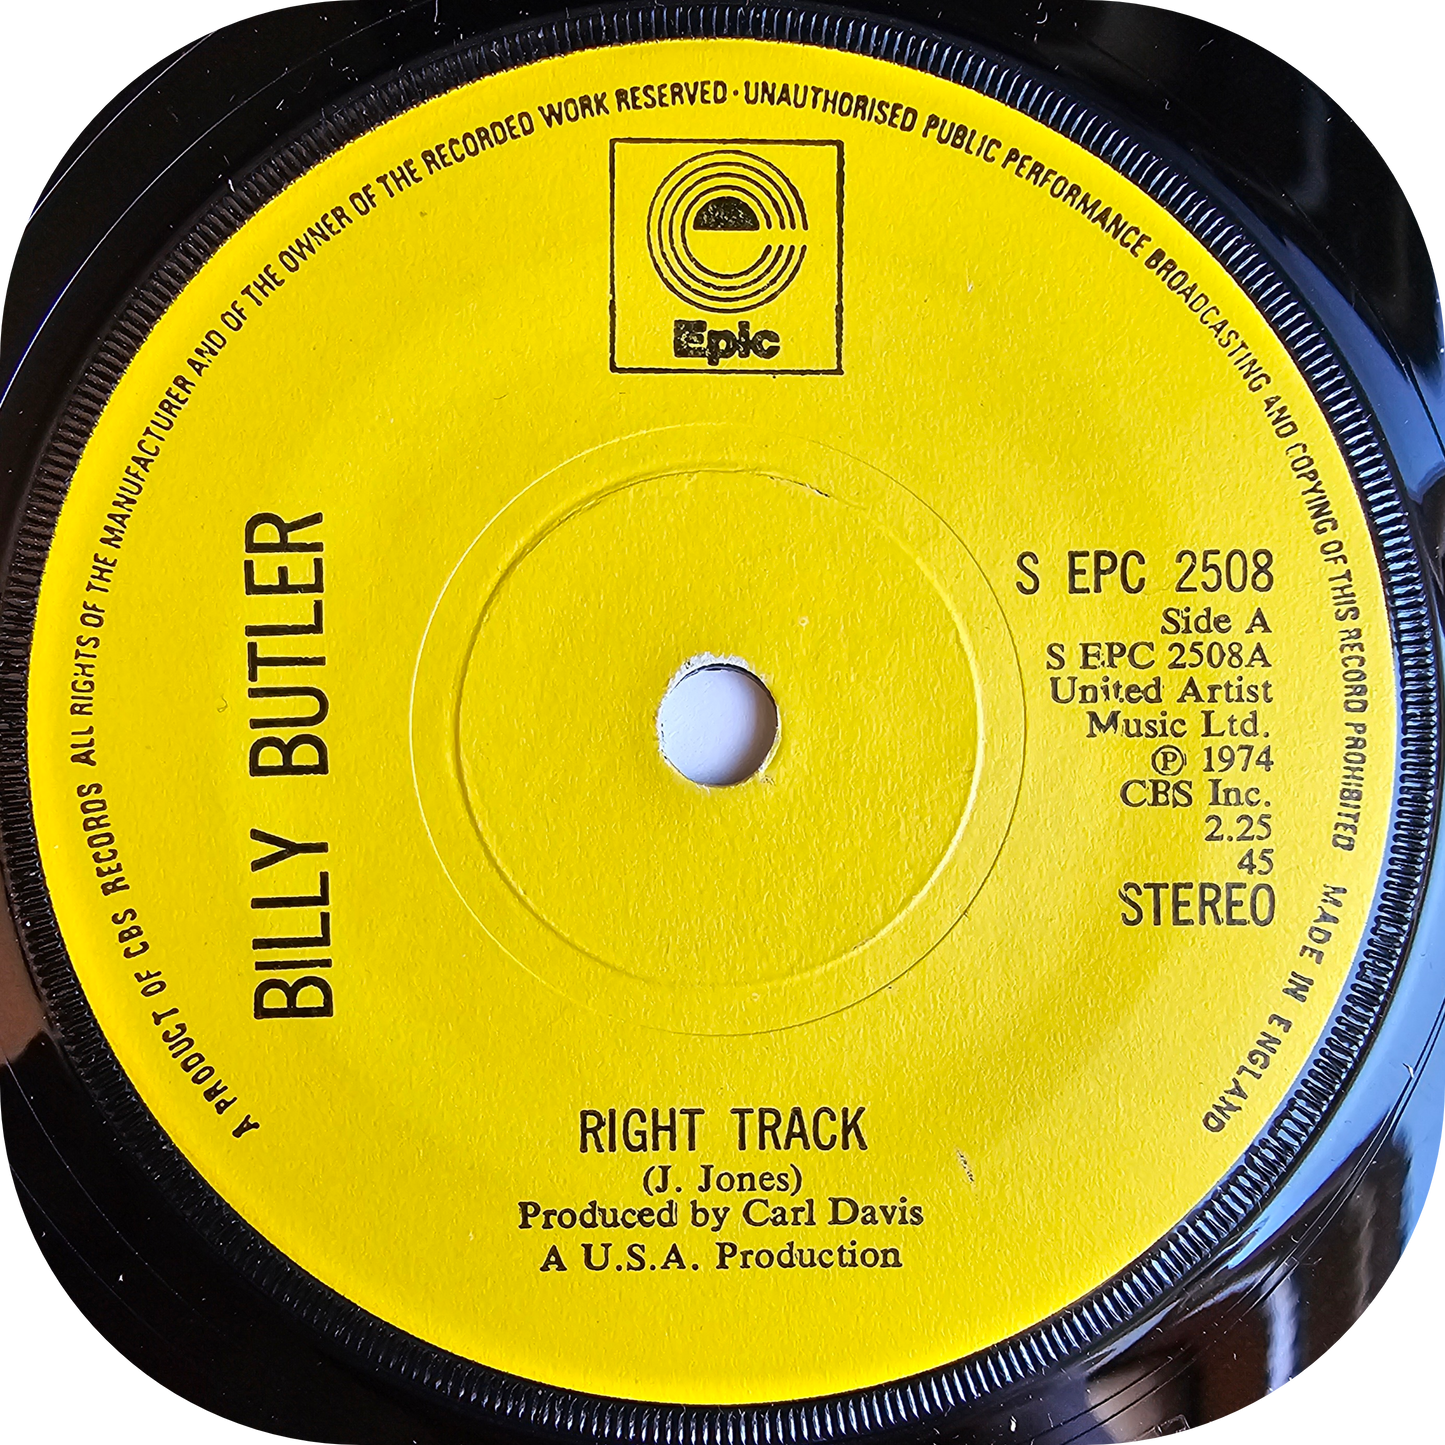 A PRODUCT OF CBS RECORDS ALL RIGHTS OF THE MANUFACTURER AND OF THE OWNER OF THE RECORDED WORK RESERVED · UNAUTHORISED PUBLIC PERFORMANCE BROADCASTING AND COPYING OF THIS RECORD PROHIBITED MADE IN ENGLAND
Epic
BILLY BUTLER
S EPC 2508
Side A
S EPC 2508A
United Artist
Music Ltd.
℗ 1974
CBS Inc.
2.25
45
STEREO
RIGHT TRACK
(J. Jones)
Produced by Carl Davis
A U.S.A. Production